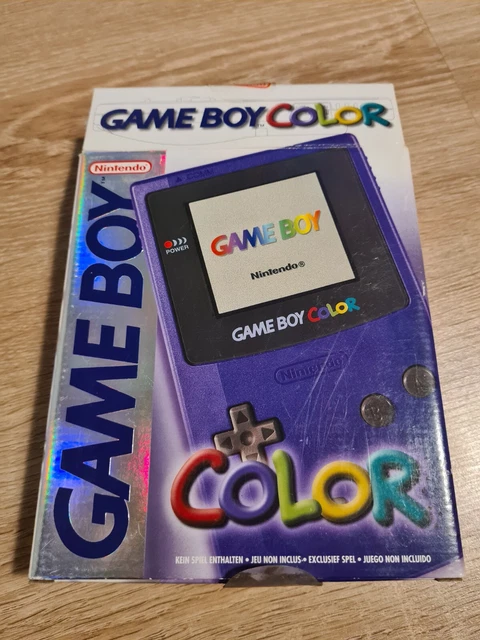 GAME BOY COLOR
Nintendo
GAME BOY
POWER
GAME BOY
Nintendo®
GAME BOY COLOR
Nintendo
B
COLOR
KEIN SPIEL ENTHALTEN • JEU NON INCLUS • EXCLUSIEF SPEL • JUEGO NON INCLUIDO